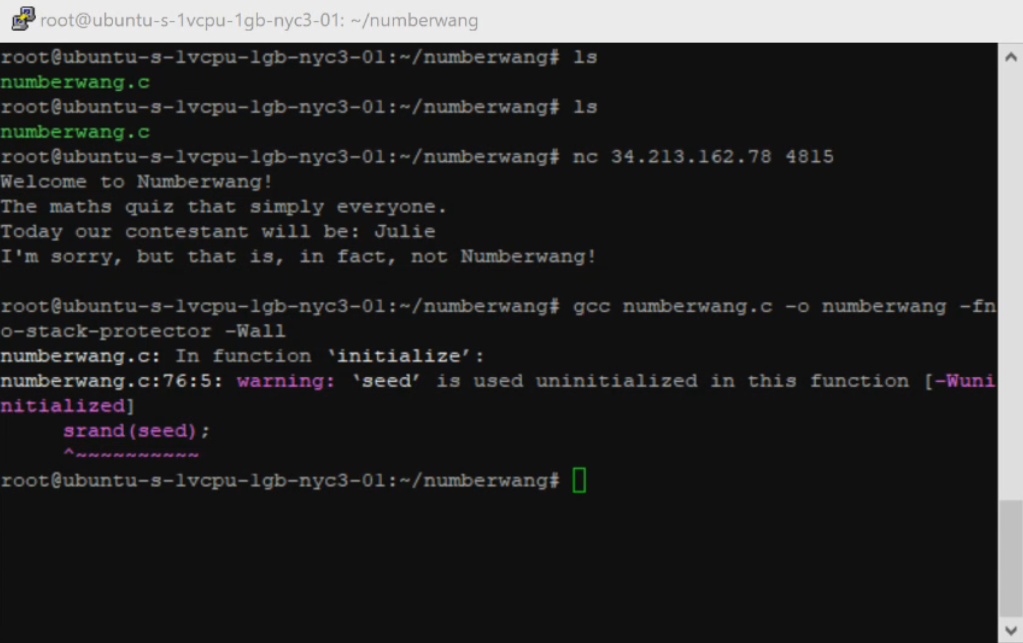 root@ubuntu-s-1vcpu-1gb-nyc3-01: ~/numberwang
root@ubuntu-s-1vcpu-1gb-nyc3-01:~/numberwang# ls
numberwang.c
root@ubuntu-s-1vcpu-1gb-nyc3-01:~/numberwang# ls
numberwang.c
root@ubuntu-s-1vcpu-1gb-nyc3-01:~/numberwang# nc 34.213.162.78 4815
Welcome to Numberwang!
The maths quiz that simply everyone.
Today our contestant will be: Julie
I'm sorry, but that is, in fact, not Numberwang!
root@ubuntu-s-1vcpu-1gb-nyc3-01:~/numberwang# gcc numberwang.c -o numberwang -fn
o-stack-protector -Wall
numberwang.c: In function ‘initialize’:
numberwang.c:76:5: warning: ‘seed’ is used uninitialized in this function [-Wuni
nitialized]
     srand(seed);
     ^~~~~~~~~~~
root@ubuntu-s-1vcpu-1gb-nyc3-01:~/numberwang#